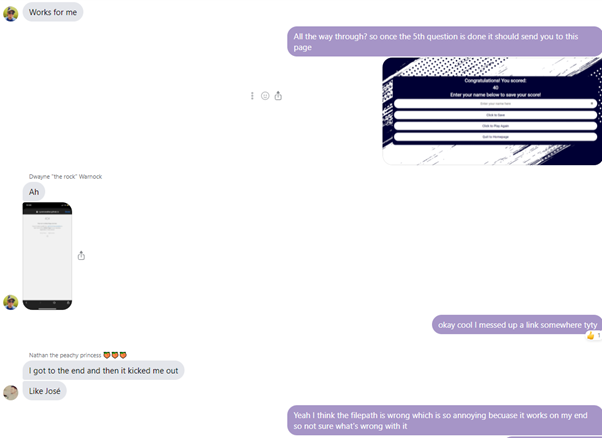 Works for me
All the way through? so once the 5th question is done it should send you to this
page
Congratulations! You scored:
40
Enter your name below to save your score!
Enter your name here
Click to Save
Click to Play Again
Quit to Homepage
Dwayne "the rock" Warnock
Ah
okay cool I messed up a link somewhere tyty
👍 1
Nathan the peachy princess 🍑🍑🍑
I got to the end and then it kicked me out
Like José
Yeah I think the filepath is wrong which is so annoying becuase it works on my end
so not sure what's wrong with it